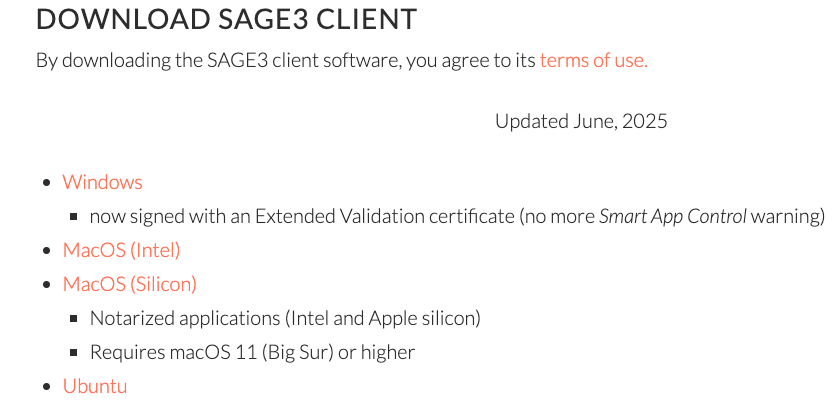 DOWNLOAD SAGE3 CLIENT
By downloading the SAGE3 client software, you agree to its terms of use.
Updated June, 2025
Windows
now signed with an Extended Validation certificate (no more Smart App Control warning)
MacOS (Intel)
MacOS (Silicon)
Notarized applications (Intel and Apple silicon)
Requires macOS 11 (Big Sur) or higher
Ubuntu